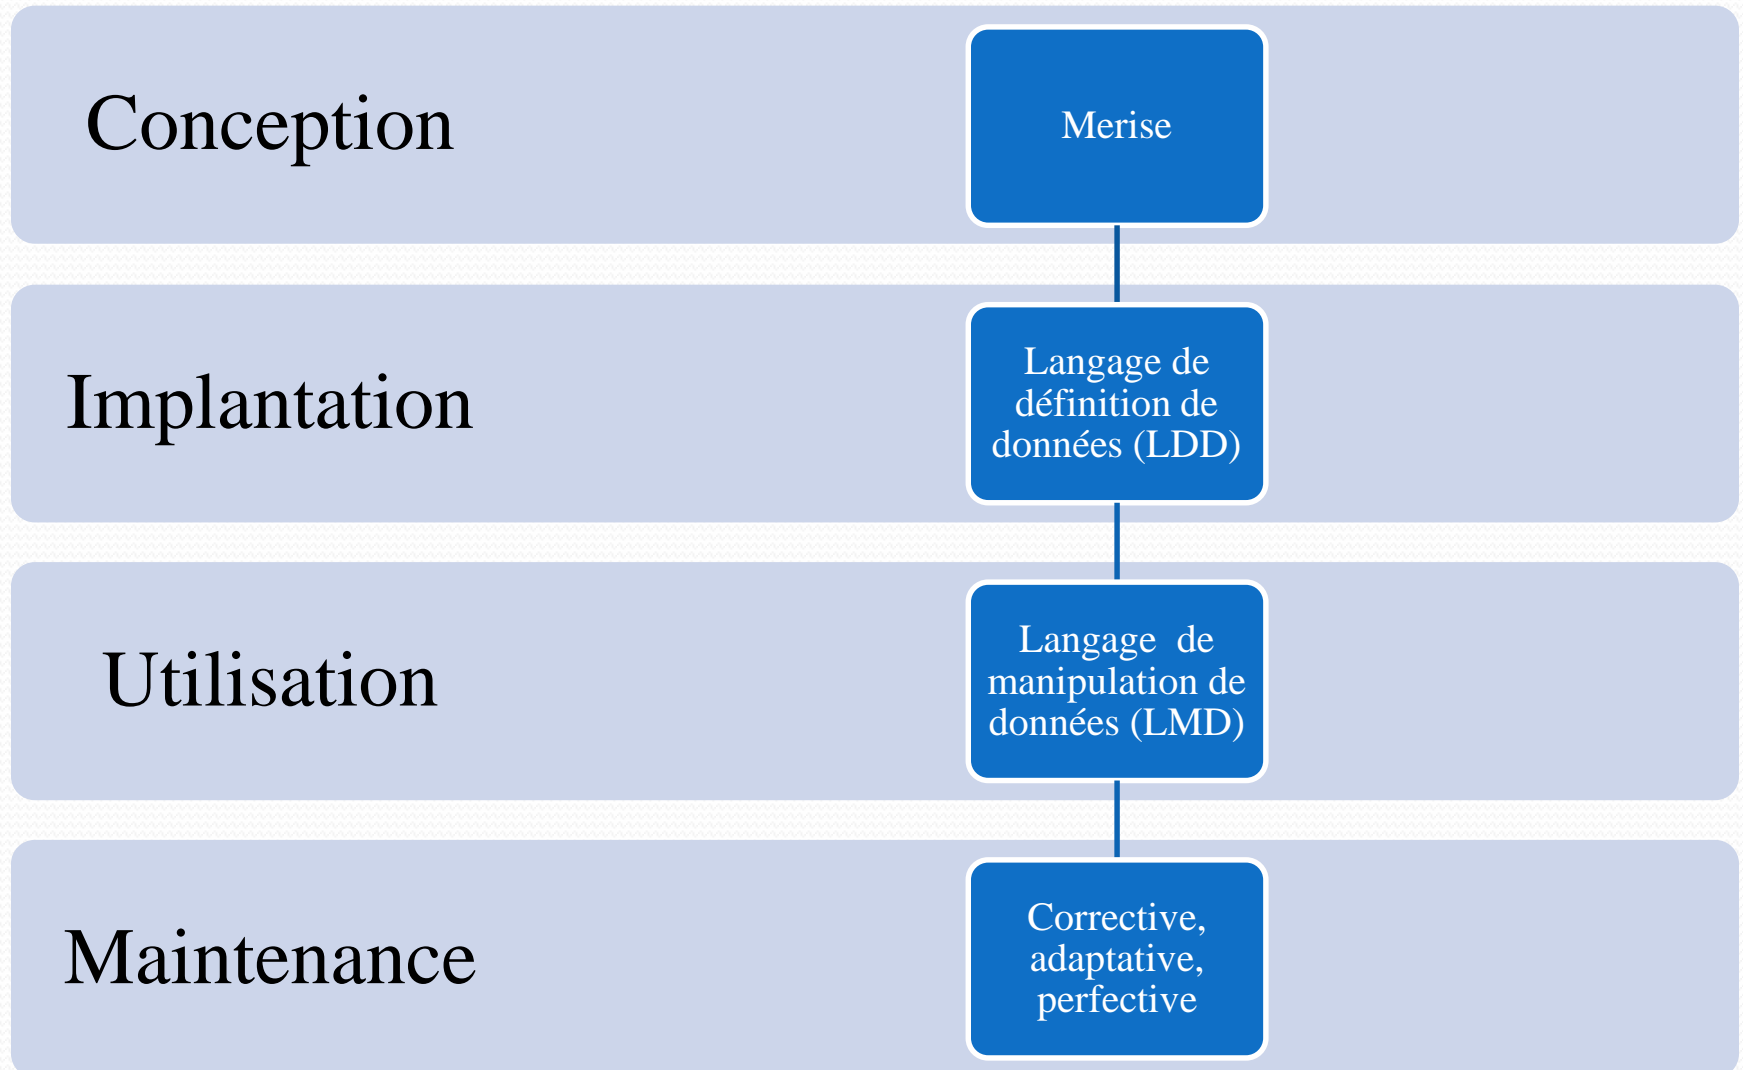 Conception
Merise
Implantation
Langage de
définition de
données (LDD)
Utilisation
Langage  de
manipulation de
données (LMD)
Maintenance
Corrective,
adaptative,
perfective